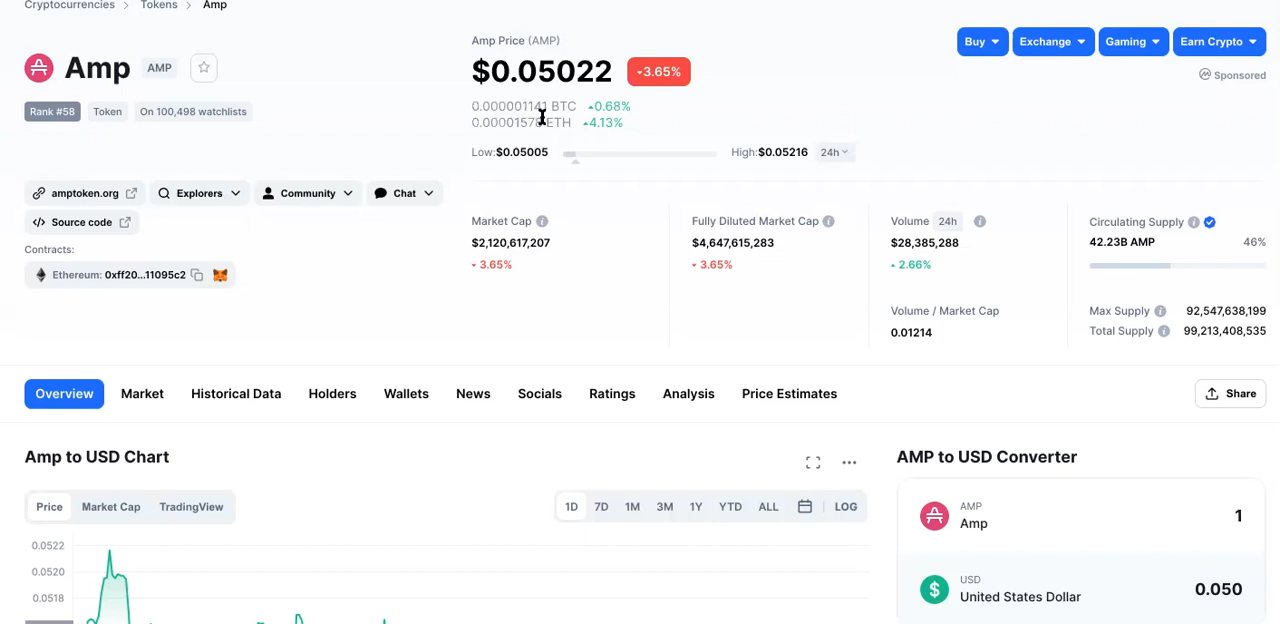 Cryptocurrencies > Tokens > Amp
Amp AMP
Rank #58 Token On 100,498 watchlists
Amp Price (AMP)
$0.05022 3.65%
0.000001141 BTC 0.68%
ETH 4.13%
Low:$0.05005 High:$0.05216 24h
Buy Exchange Gaming Earn Crypto
Sponsored
amptoken.org Explorers Community Chat
Source code
Contracts:
Ethereum: 0xff20...11095c2
Market Cap
$2,120,617,207
3.65%
Fully Diluted Market Cap
$4,647,615,283
3.65%
Volume 24h
$28,385,288
2.66%
Volume / Market Cap
0.01214
Circulating Supply
42.23B AMP 46%
Max Supply 92,547,638,199
Total Supply 99,213,408,535
Overview Market Historical Data Holders Wallets News Socials Ratings Analysis Price Estimates Share
Amp to USD Chart
Price Market Cap TradingView 1D 7D 1M 3M 1Y YTD ALL LOG
0.0522
0.0520
0.0518
AMP to USD Converter
AMP
Amp 1
USD
United States Dollar 0.050